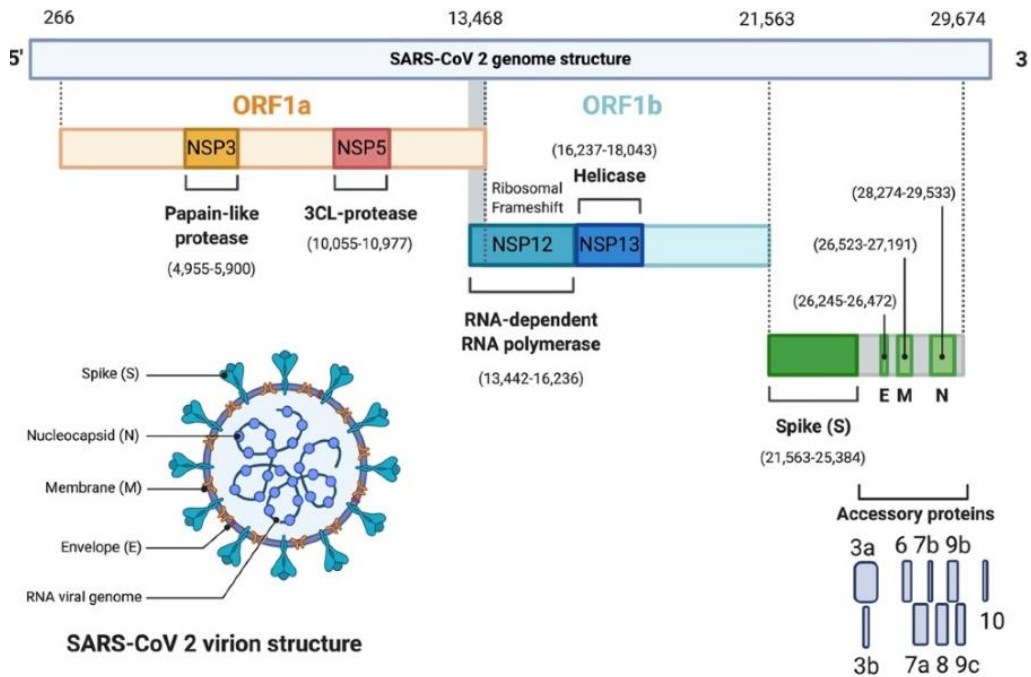 266
13,468
21,563
29,674
5'
SARS-CoV 2 genome structure
3
ORF1a
ORF1b
NSP3
NSP5
(16,237-18,043)
Helicase
Papain-like
protease
(4,955-5,900)
3CL-protease
(10,055-10,977)
Ribosomal
Frameshift
NSP12
NSP13
(28,274-29,533)
(26,523-27,191)
(26,245-26,472)
RNA-dependent
RNA polymerase
(13,442-16,236)
E M N
Spike (S)
(21,563-25,384)
Accessory proteins
3a
6 7b 9b
10
3b
7a 8 9c
Spike (S)
Nucleocapsid (N)
Membrane (M)
Envelope (E)
RNA viral genome
SARS-CoV 2 virion structure